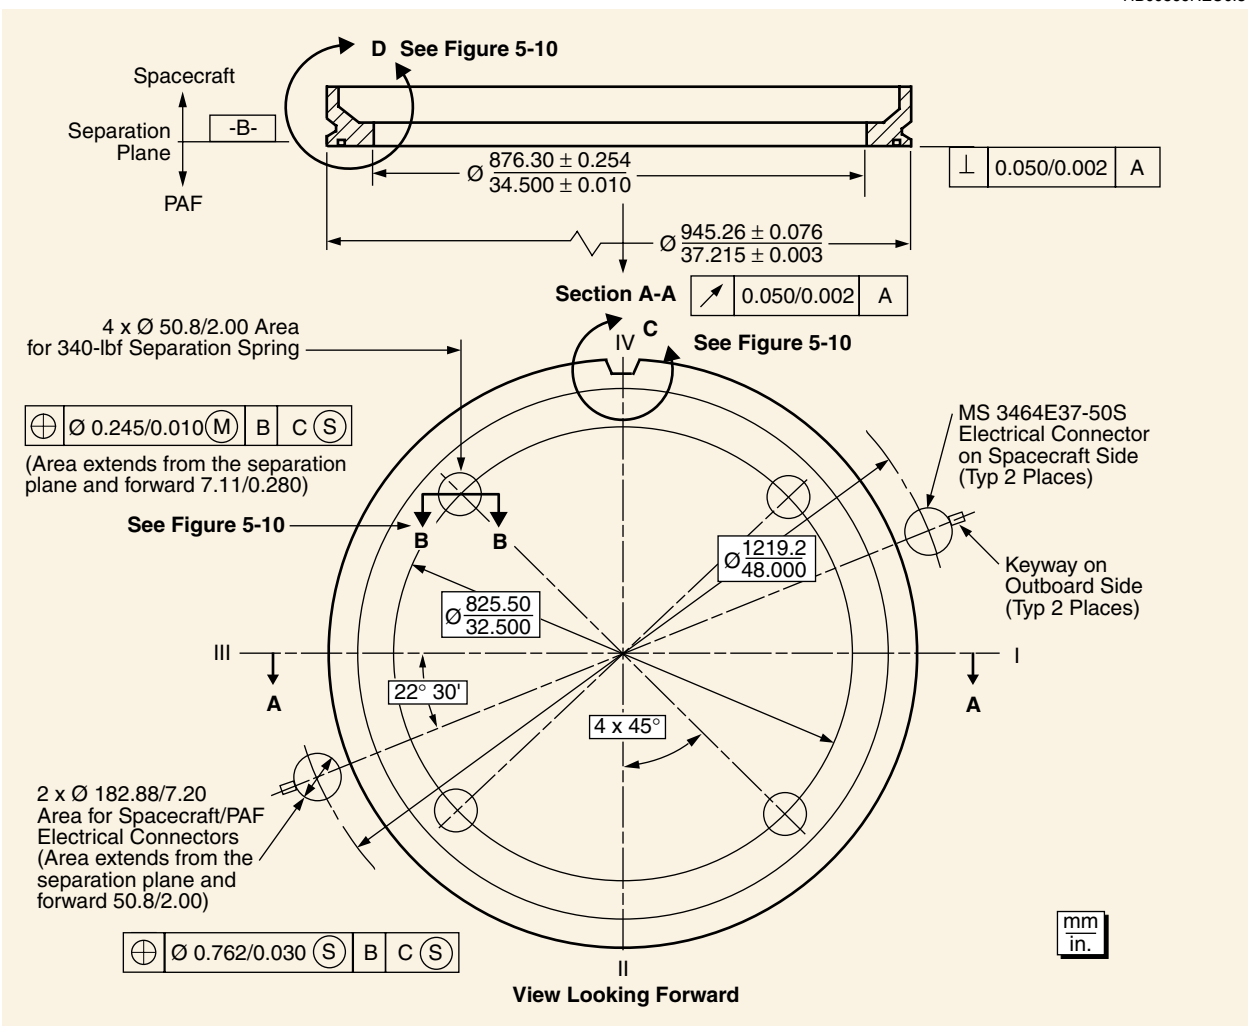 D See Figure 5-10
Spacecraft
Separation
Plane
-B-
PAF
Ø 876.30 ± 0.254
34.500 ± 0.010
⊥ 0.050/0.002 A
Ø 945.26 ± 0.076
37.215 ± 0.003
Section A-A
↗ 0.050/0.002 A
4 x Ø 50.8/2.00 Area
for 340-lbf Separation Spring
C
IV
See Figure 5-10
⌖ Ø 0.245/0.010 Ⓜ B C Ⓢ
(Area extends from the separation
plane and forward 7.11/0.280)
See Figure 5-10
B B
MS 3464E37-50S
Electrical Connector
on Spacecraft Side
(Typ 2 Places)
Ø 1219.2
48.000
Keyway on
Outboard Side
(Typ 2 Places)
Ø 825.50
32.500
III
I
A
A
22° 30'
4 x 45°
2 x Ø 182.88/7.20
Area for Spacecraft/PAF
Electrical Connectors
(Area extends from the
separation plane and
forward 50.8/2.00)
⌖ Ø 0.762/0.030 Ⓢ B C Ⓢ
mm
in.
II
View Looking Forward